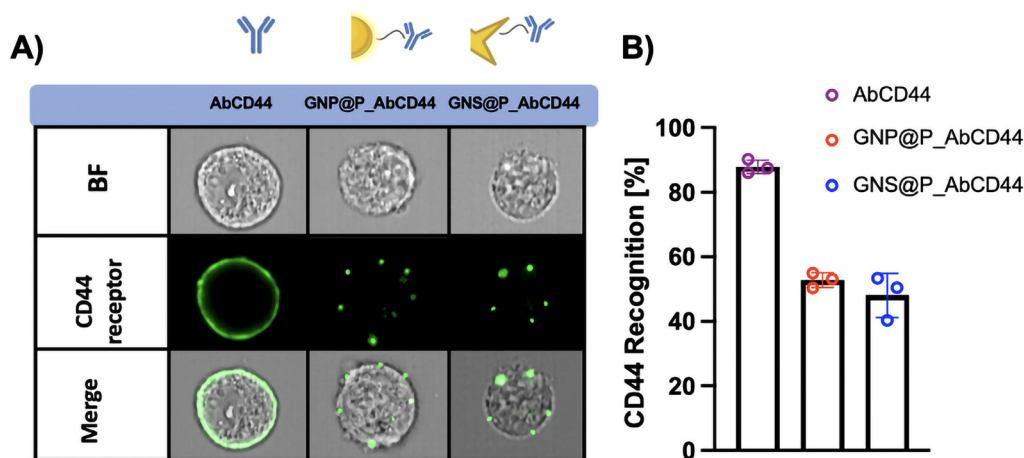 A)
AbCD44
GNP@P_AbCD44
GNS@P_AbCD44
BF
CD44
receptor
Merge
B)
AbCD44
GNP@P_AbCD44
GNS@P_AbCD44
CD44 Recognition [%]
100
80
60
40
20
0